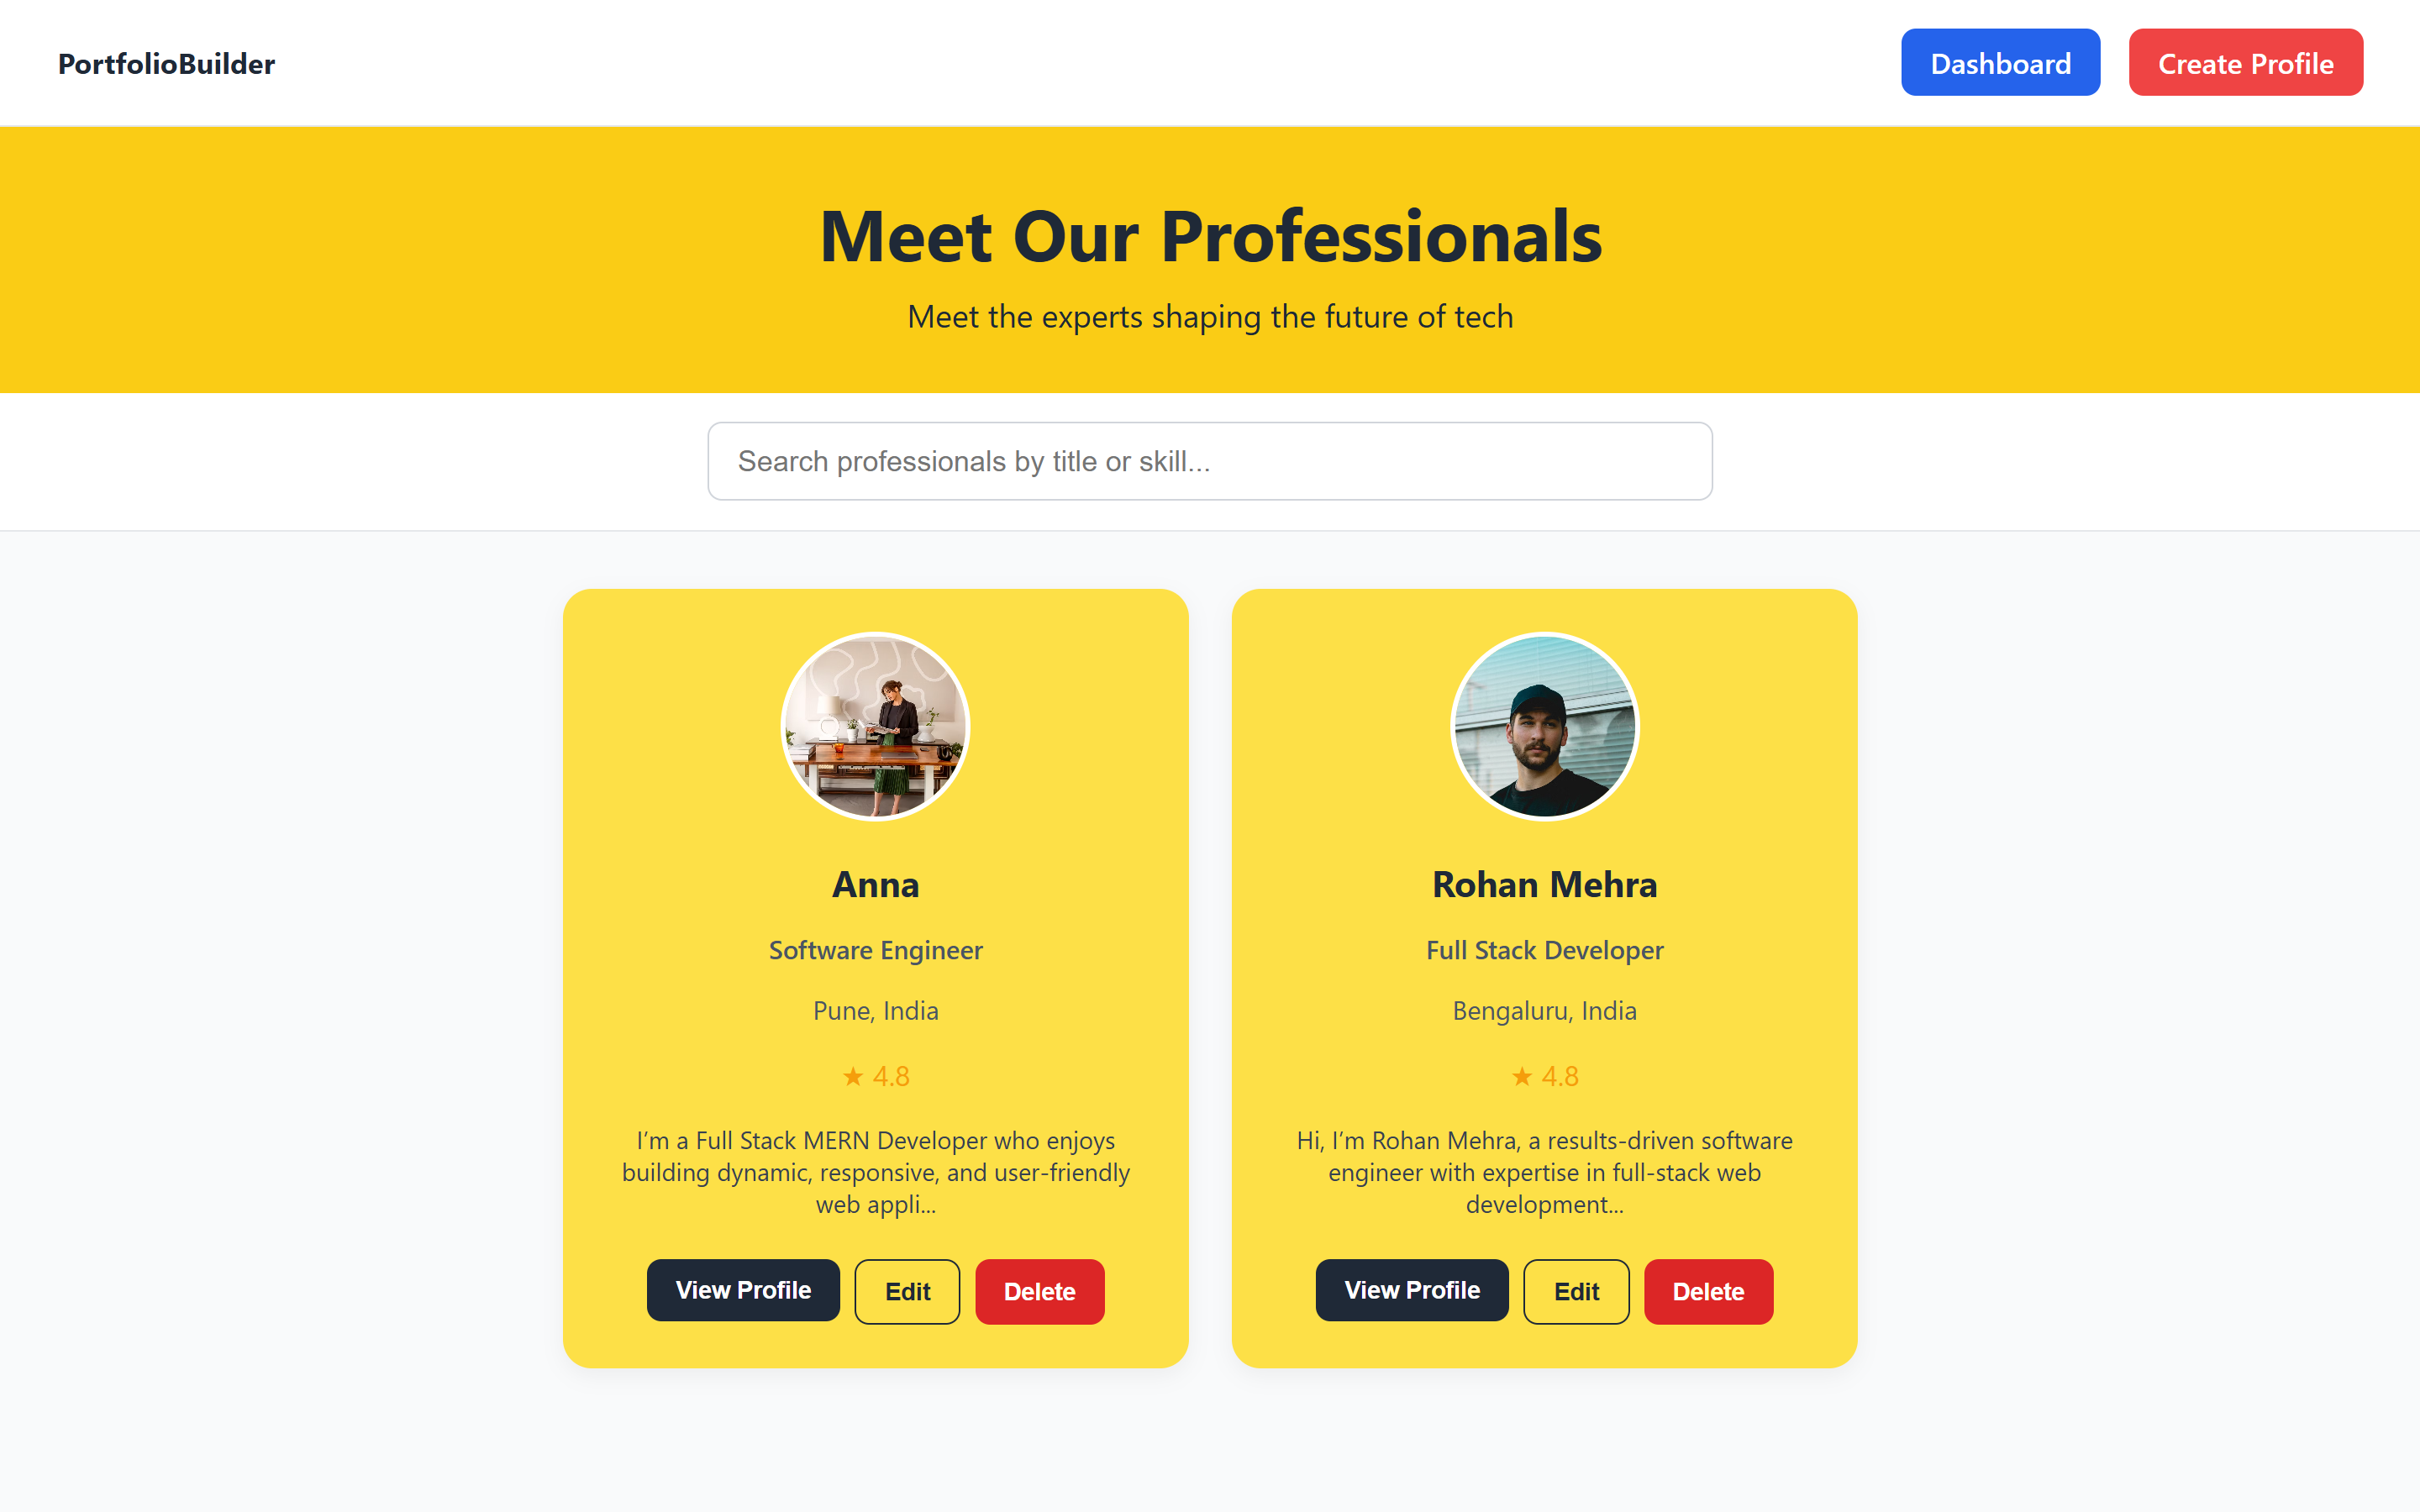 PortfolioBuilder
Dashboard
Create Profile
Meet Our Professionals
Meet the experts shaping the future of tech
Search professionals by title or skill...
Anna
Software Engineer
Pune, India
★ 4.8
I’m a Full Stack MERN Developer who enjoys
building dynamic, responsive, and user-friendly
web appli...
View Profile
Edit
Delete
Rohan Mehra
Full Stack Developer
Bengaluru, India
★ 4.8
Hi, I’m Rohan Mehra, a results-driven software
engineer with expertise in full-stack web
development...
View Profile
Edit
Delete